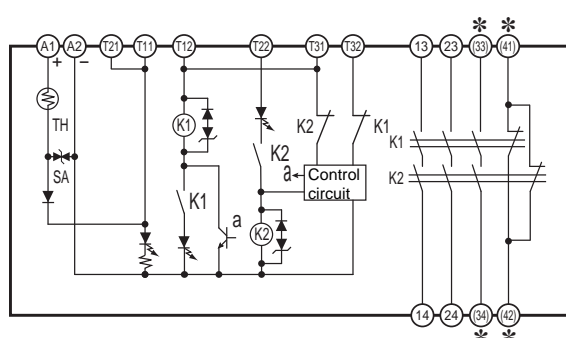 ✻ ✻
A1 A2 T21 T11 T12 T22 T31 T32 13 23 (33) (41)
+ −
TH
K1
K2 K1
K1
K2
SA
a
Control
circuit
K2
K1
a
K2
14 24 (34) (42)
✻ ✻